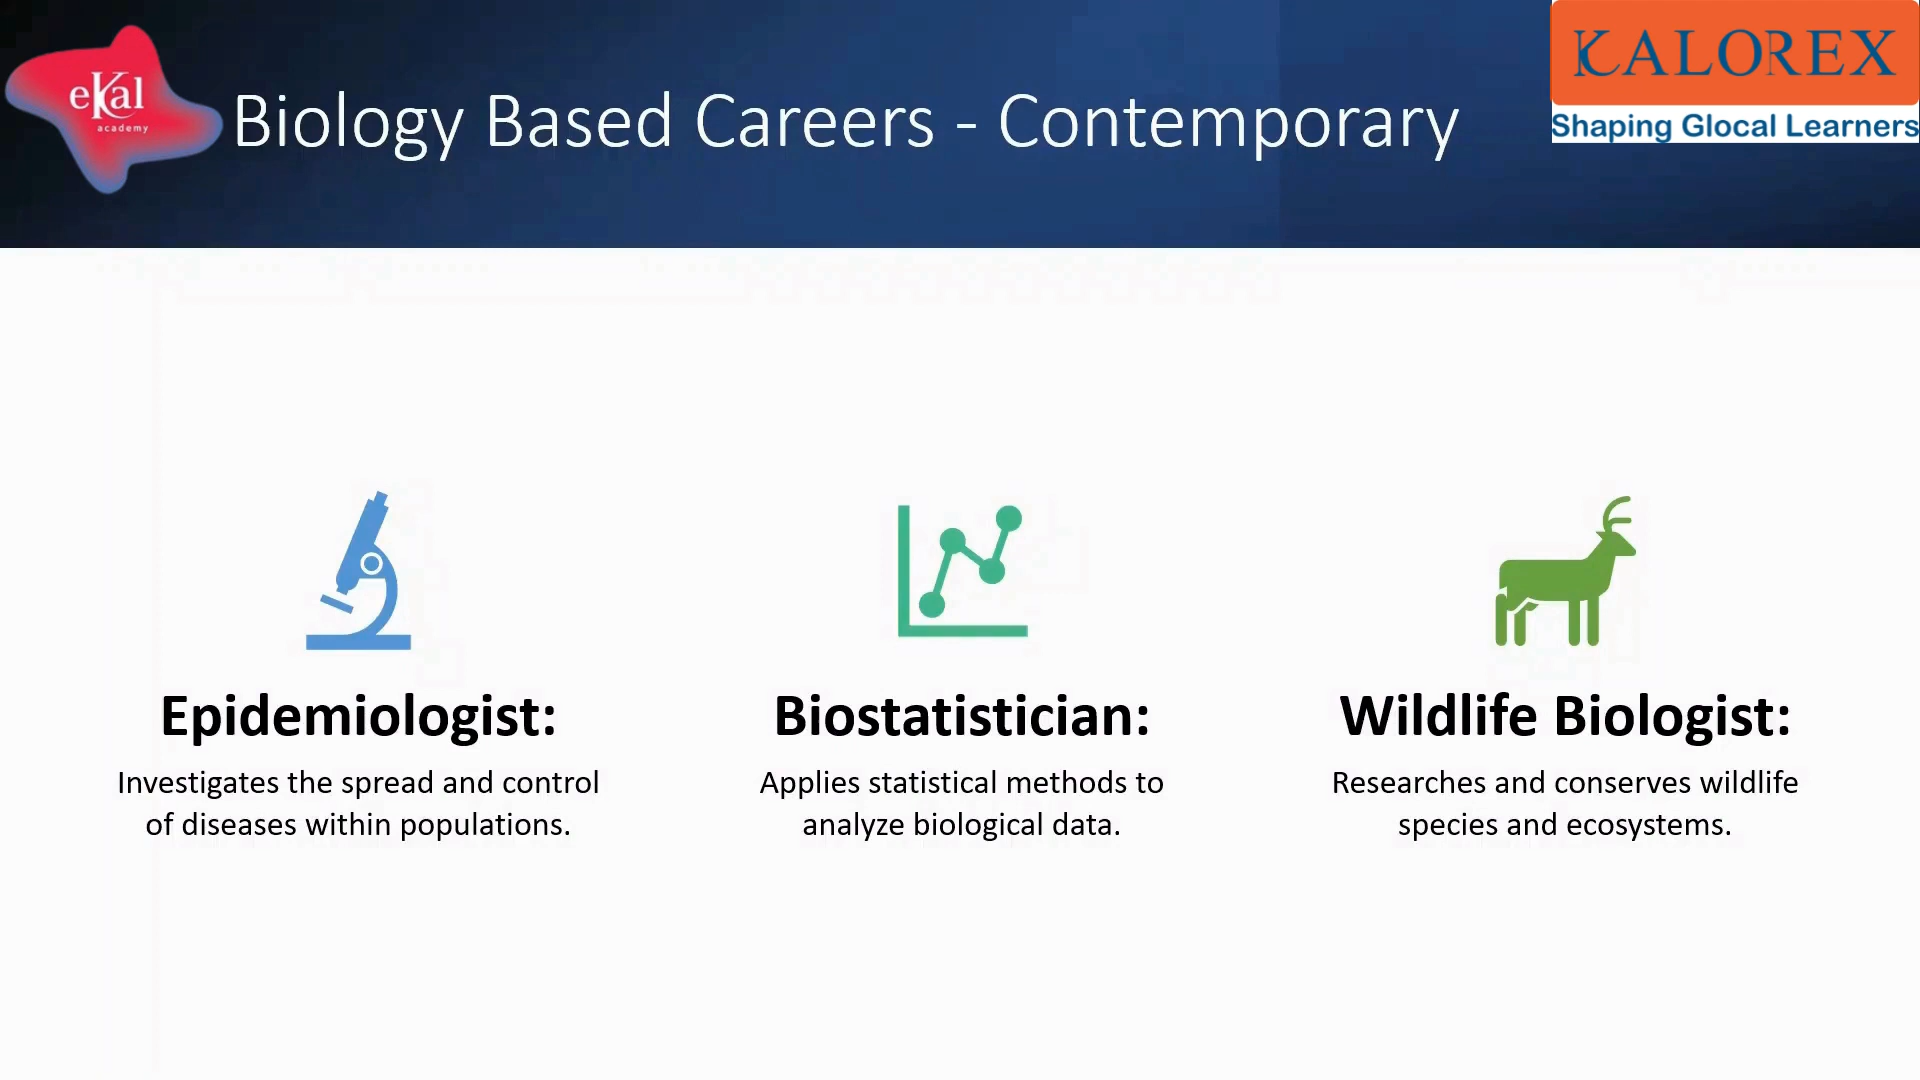 eKal
academy
Biology Based Careers - Contemporary
KALOREX
Shaping Glocal Learners
Epidemiologist:
Investigates the spread and control
of diseases within populations.
Biostatistician:
Applies statistical methods to
analyze biological data.
Wildlife Biologist:
Researches and conserves wildlife
species and ecosystems.